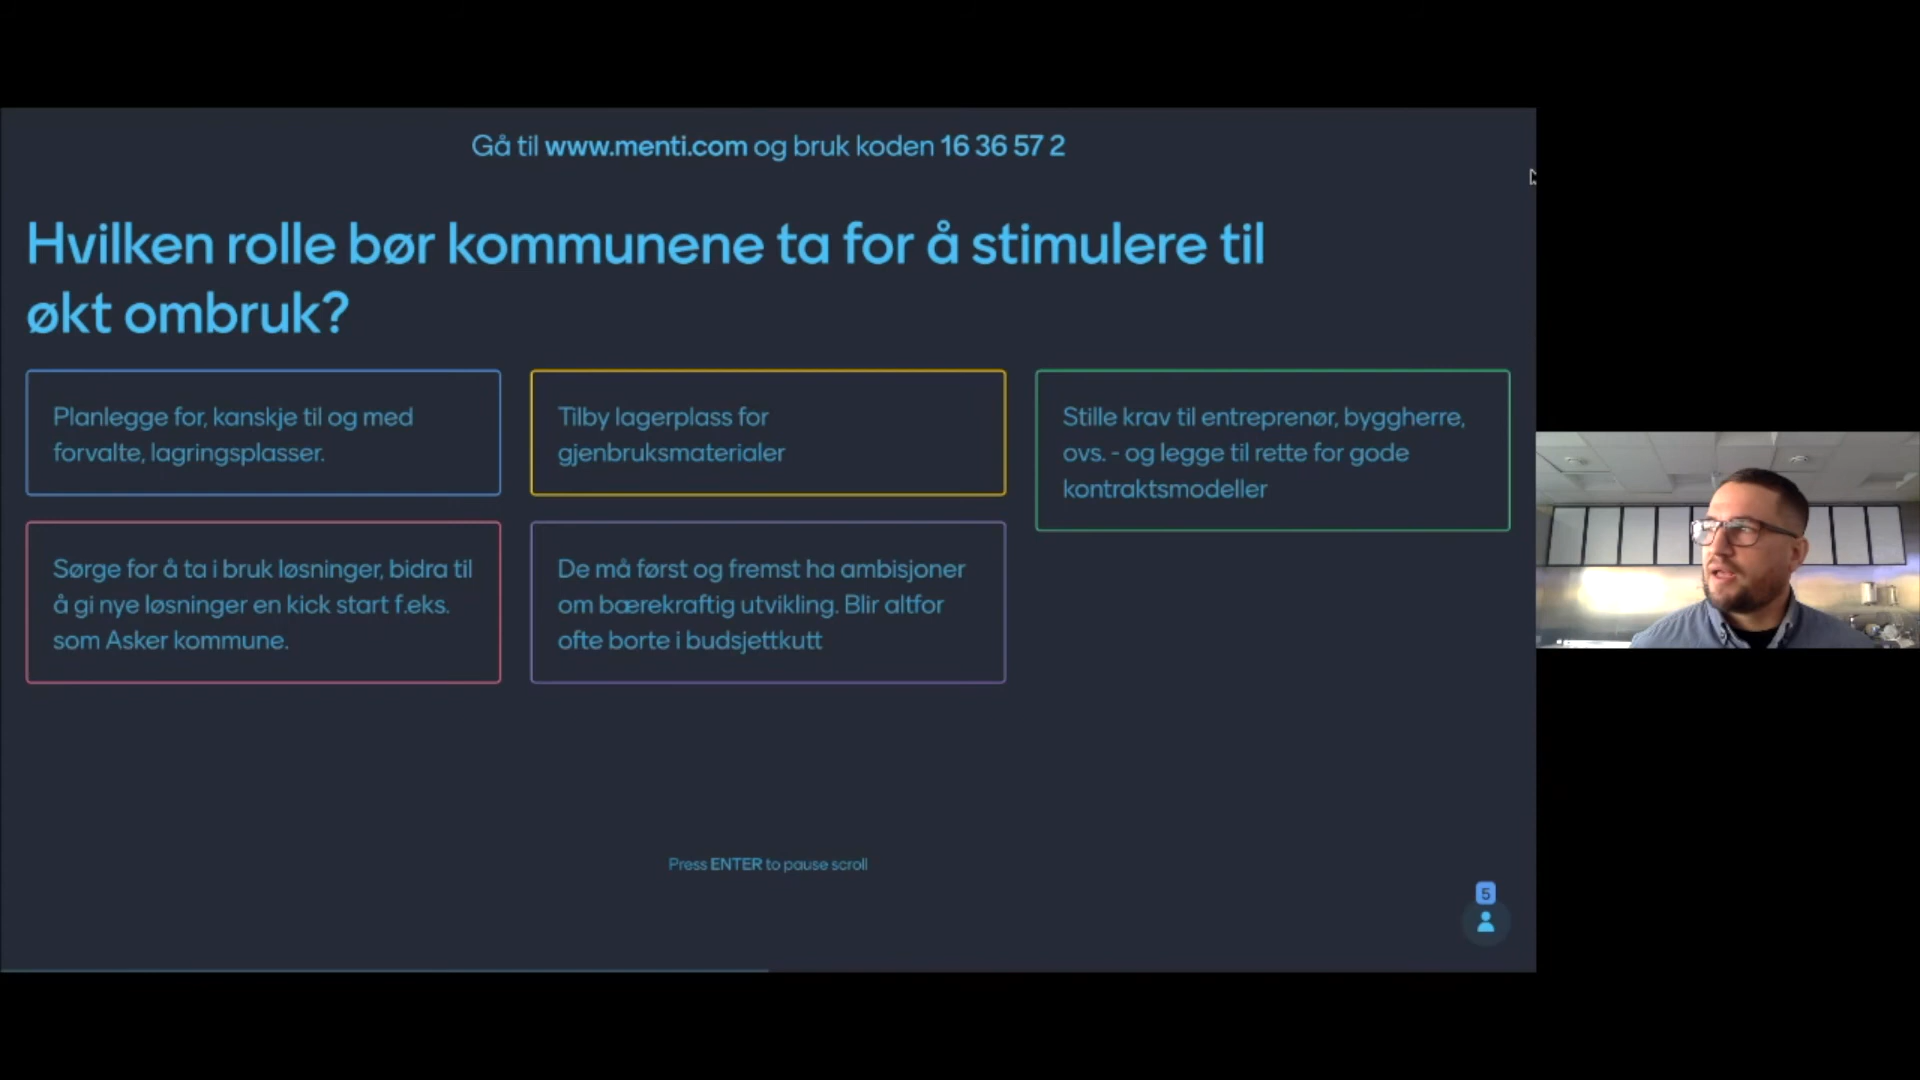 Gå til www.menti.com og bruk koden 16 36 57 2
Hvilken rolle bør kommunene ta for å stimulere til
økt ombruk?
Planlegge for, kanskje til og med
forvalte, lagringsplasser.
Tilby lagerplass for
gjenbruksmaterialer
Stille krav til entreprenør, byggherre,
ovs. - og legge til rette for gode
kontraktsmodeller
Sørge for å ta i bruk løsninger, bidra til
å gi nye løsninger en kick start f.eks.
som Asker kommune.
De må først og fremst ha ambisjoner
om bærekraftig utvikling. Blir altfor
ofte borte i budsjettkutt
Press ENTER to pause scroll
5